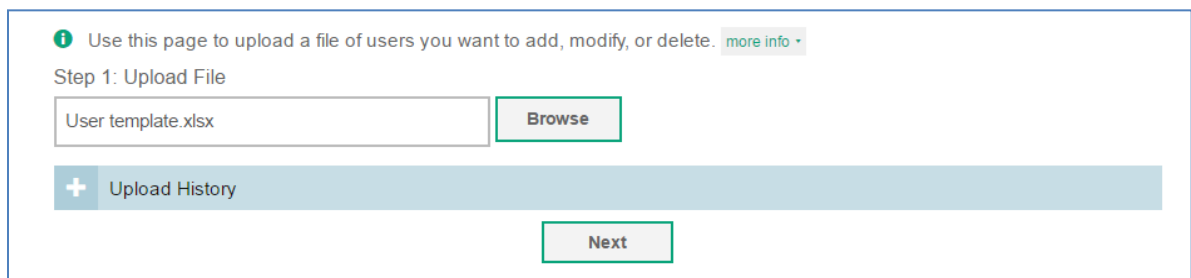 Use this page to upload a file of users you want to add, modify, or delete. more info
Step 1: Upload File
User template.xlsx Browse
Upload History
Next